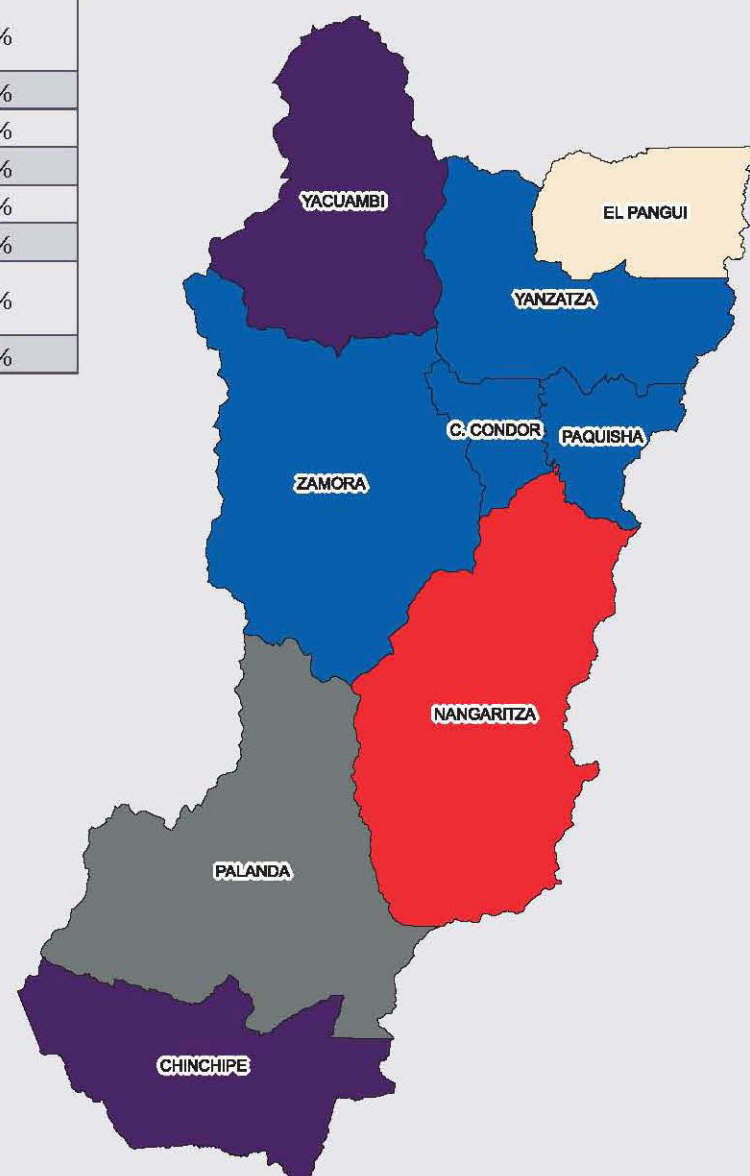 %
%
%
%
%
%
%
%
YACUAMBI
EL PANGUI
YANZATZA
C. CONDOR
PAQUISHA
ZAMORA
NANGARITZA
PALANDA
CHINCHIPE